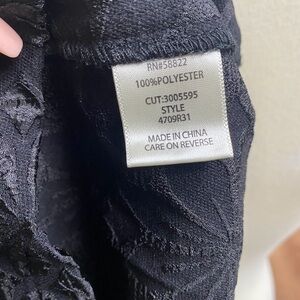 RN#58822
100%POLYESTER
CUT:3005595
STYLE
4709R31
MADE IN CHINA
CARE ON REVERSE